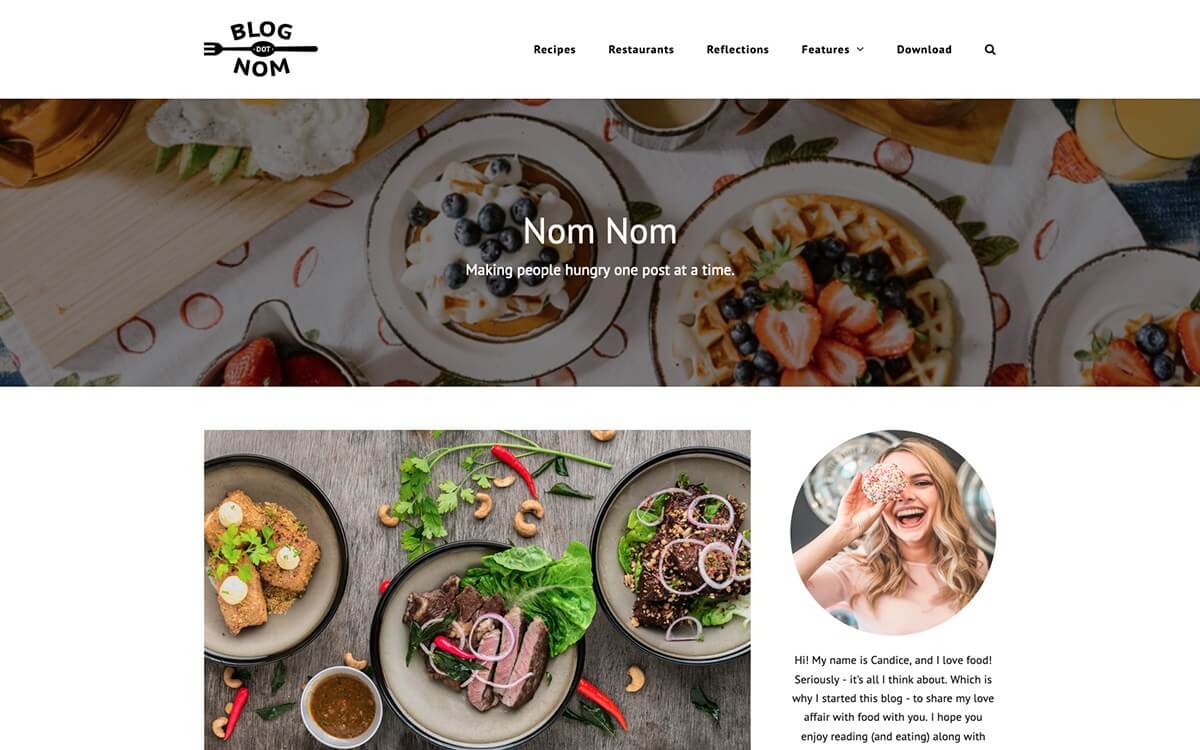 BLOG
DOT
NOM
Recipes Restaurants Reflections Features Download
Nom Nom
Making people hungry one post at a time.
Hi! My name is Candice, and I love food!
Seriously - it's all I think about. Which is
why I started this blog - to share my love
affair with food with you. I hope you
enjoy reading (and eating) along with